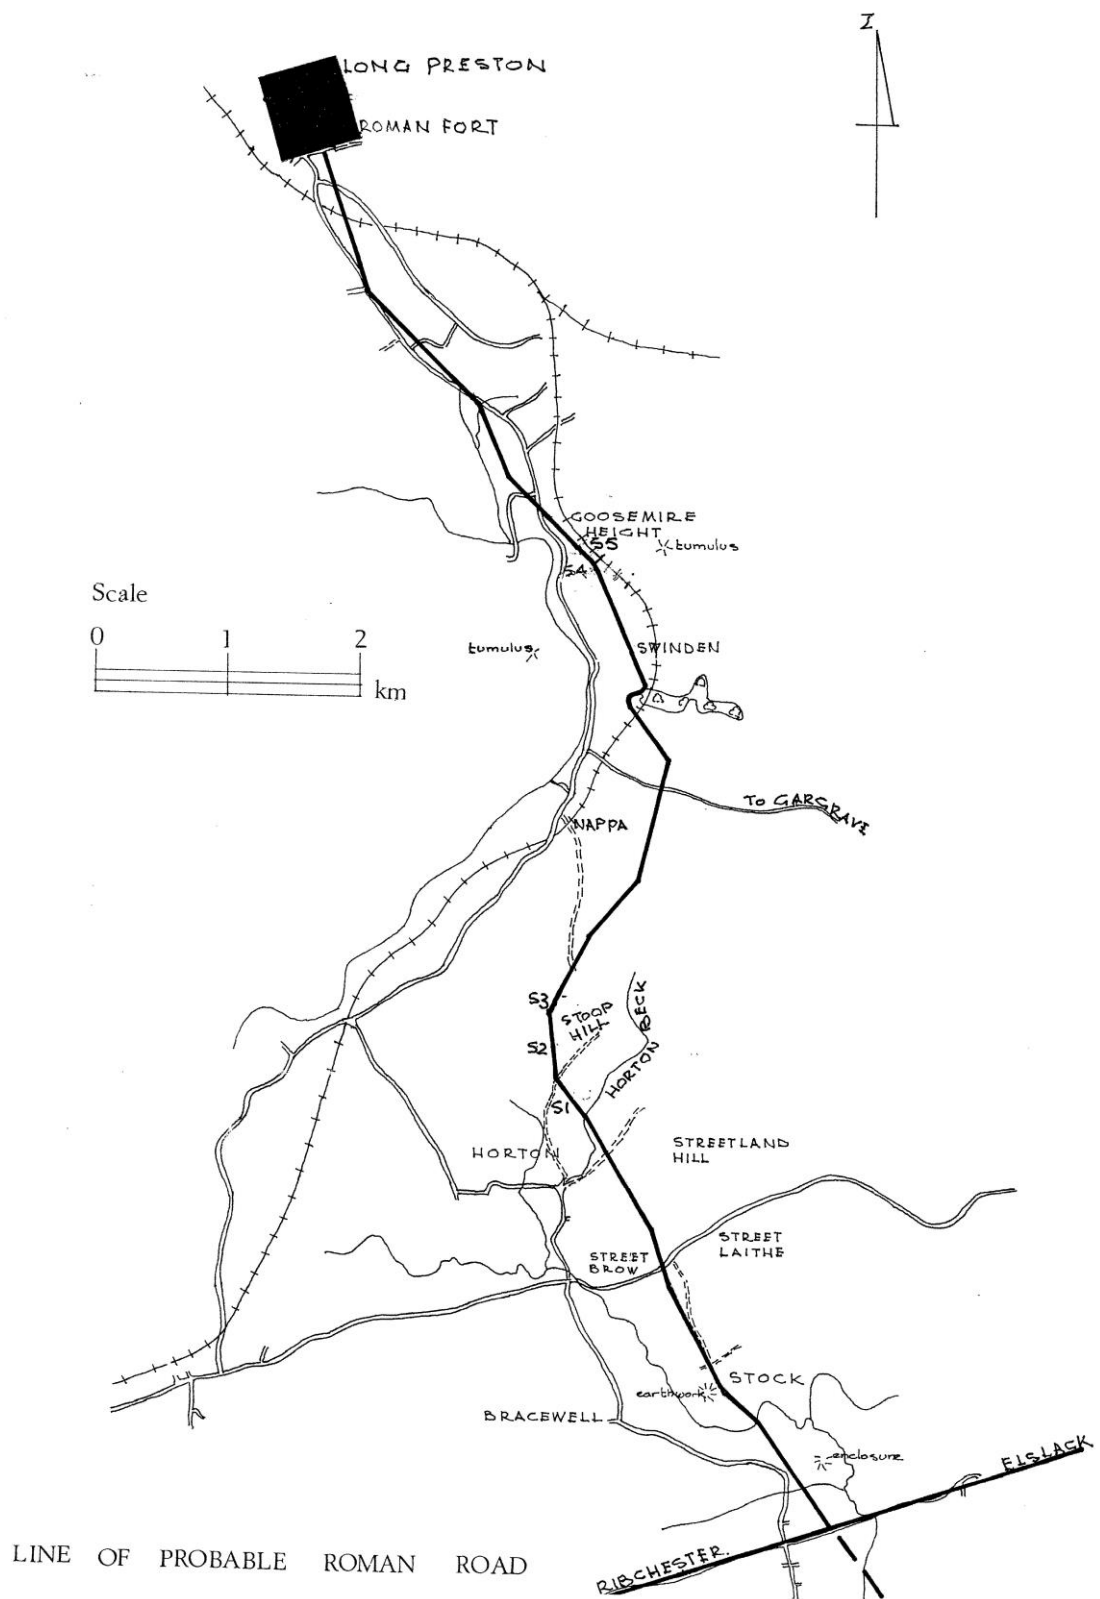 N
LONG PRESTON
ROMAN FORT
GOOSEMIRE
HEIGHT
S5
tumulus
S4
Scale
0 1 2
km
tumulus
SWINDEN
TO GARGRAVE
NAPPA
S3
STOOP
HILL
S2
HORTON BECK
S1
HORTON
STREETLAND
HILL
STREET
LAITHE
STREET
BROW
STOCK
earthwork
BRACEWELL
enclosure
ELSLACK
RIBCHESTER.
LINE OF PROBABLE ROMAN ROAD